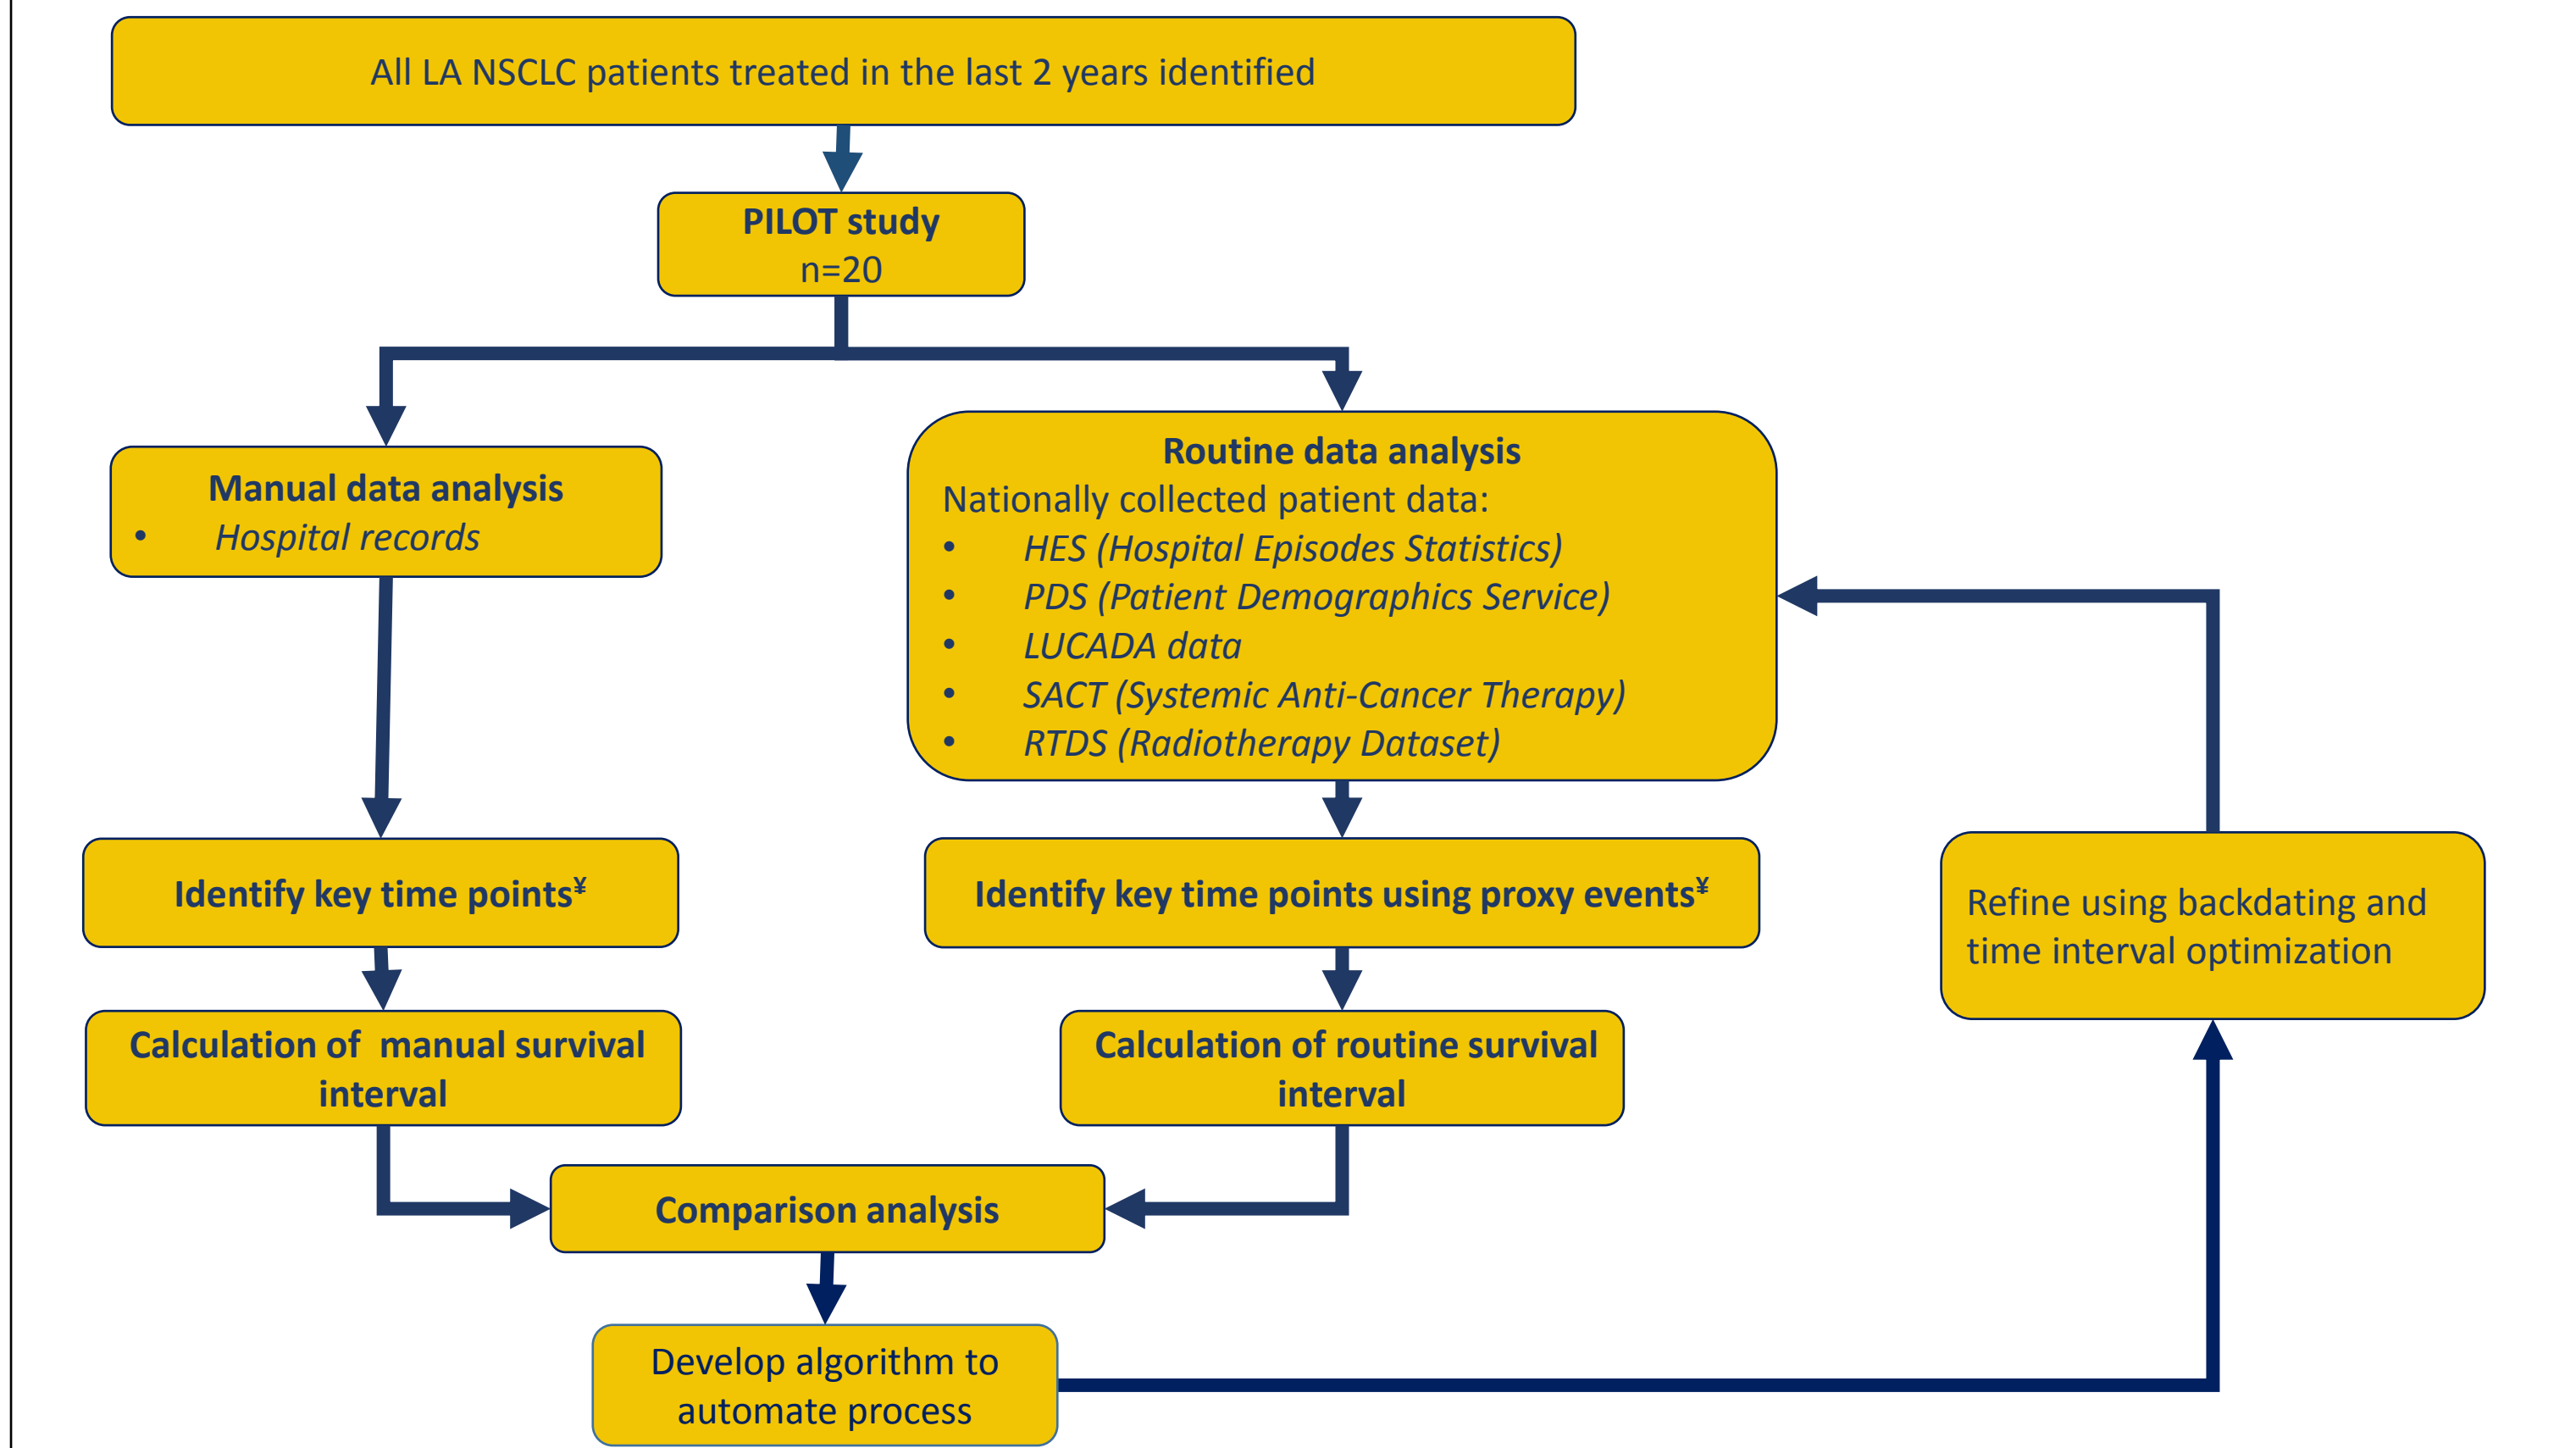 All LA NSCLC patients treated in the last 2 years identified
PILOT study
n=20
Manual data analysis
• Hospital records
Routine data analysis
Nationally collected patient data:
• HES (Hospital Episodes Statistics)
• PDS (Patient Demographics Service)
• LUCADA data
• SACT (Systemic Anti-Cancer Therapy)
• RTDS (Radiotherapy Dataset)
Identify key time points¥
Identify key time points using proxy events¥
Refine using backdating and
time interval optimization
Calculation of manual survival
interval
Calculation of routine survival
interval
Comparison analysis
Develop algorithm to
automate process